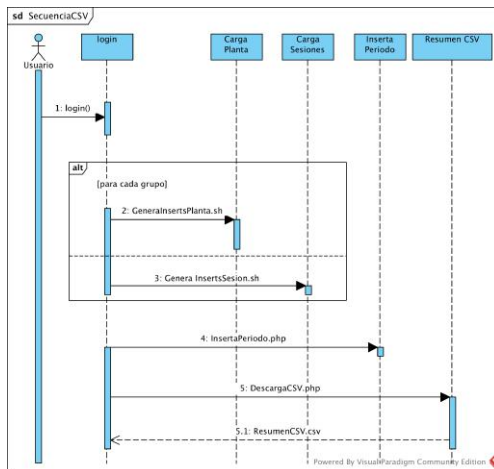 sd SecuenciaCSV
Usuario
login
Carga
Planta
Carga
Sesiones
Inserta
Periodo
Resumen CSV
1: login()
alt
[para cada grupo]
2: GeneraInsertsPlanta.sh
3: Genera InsertsSesion.sh
4: InsertaPeriodo.php
5: DescargaCSV.php
5.1: ResumenCSV.csv
Powered By Visual Paradigm Community Edition